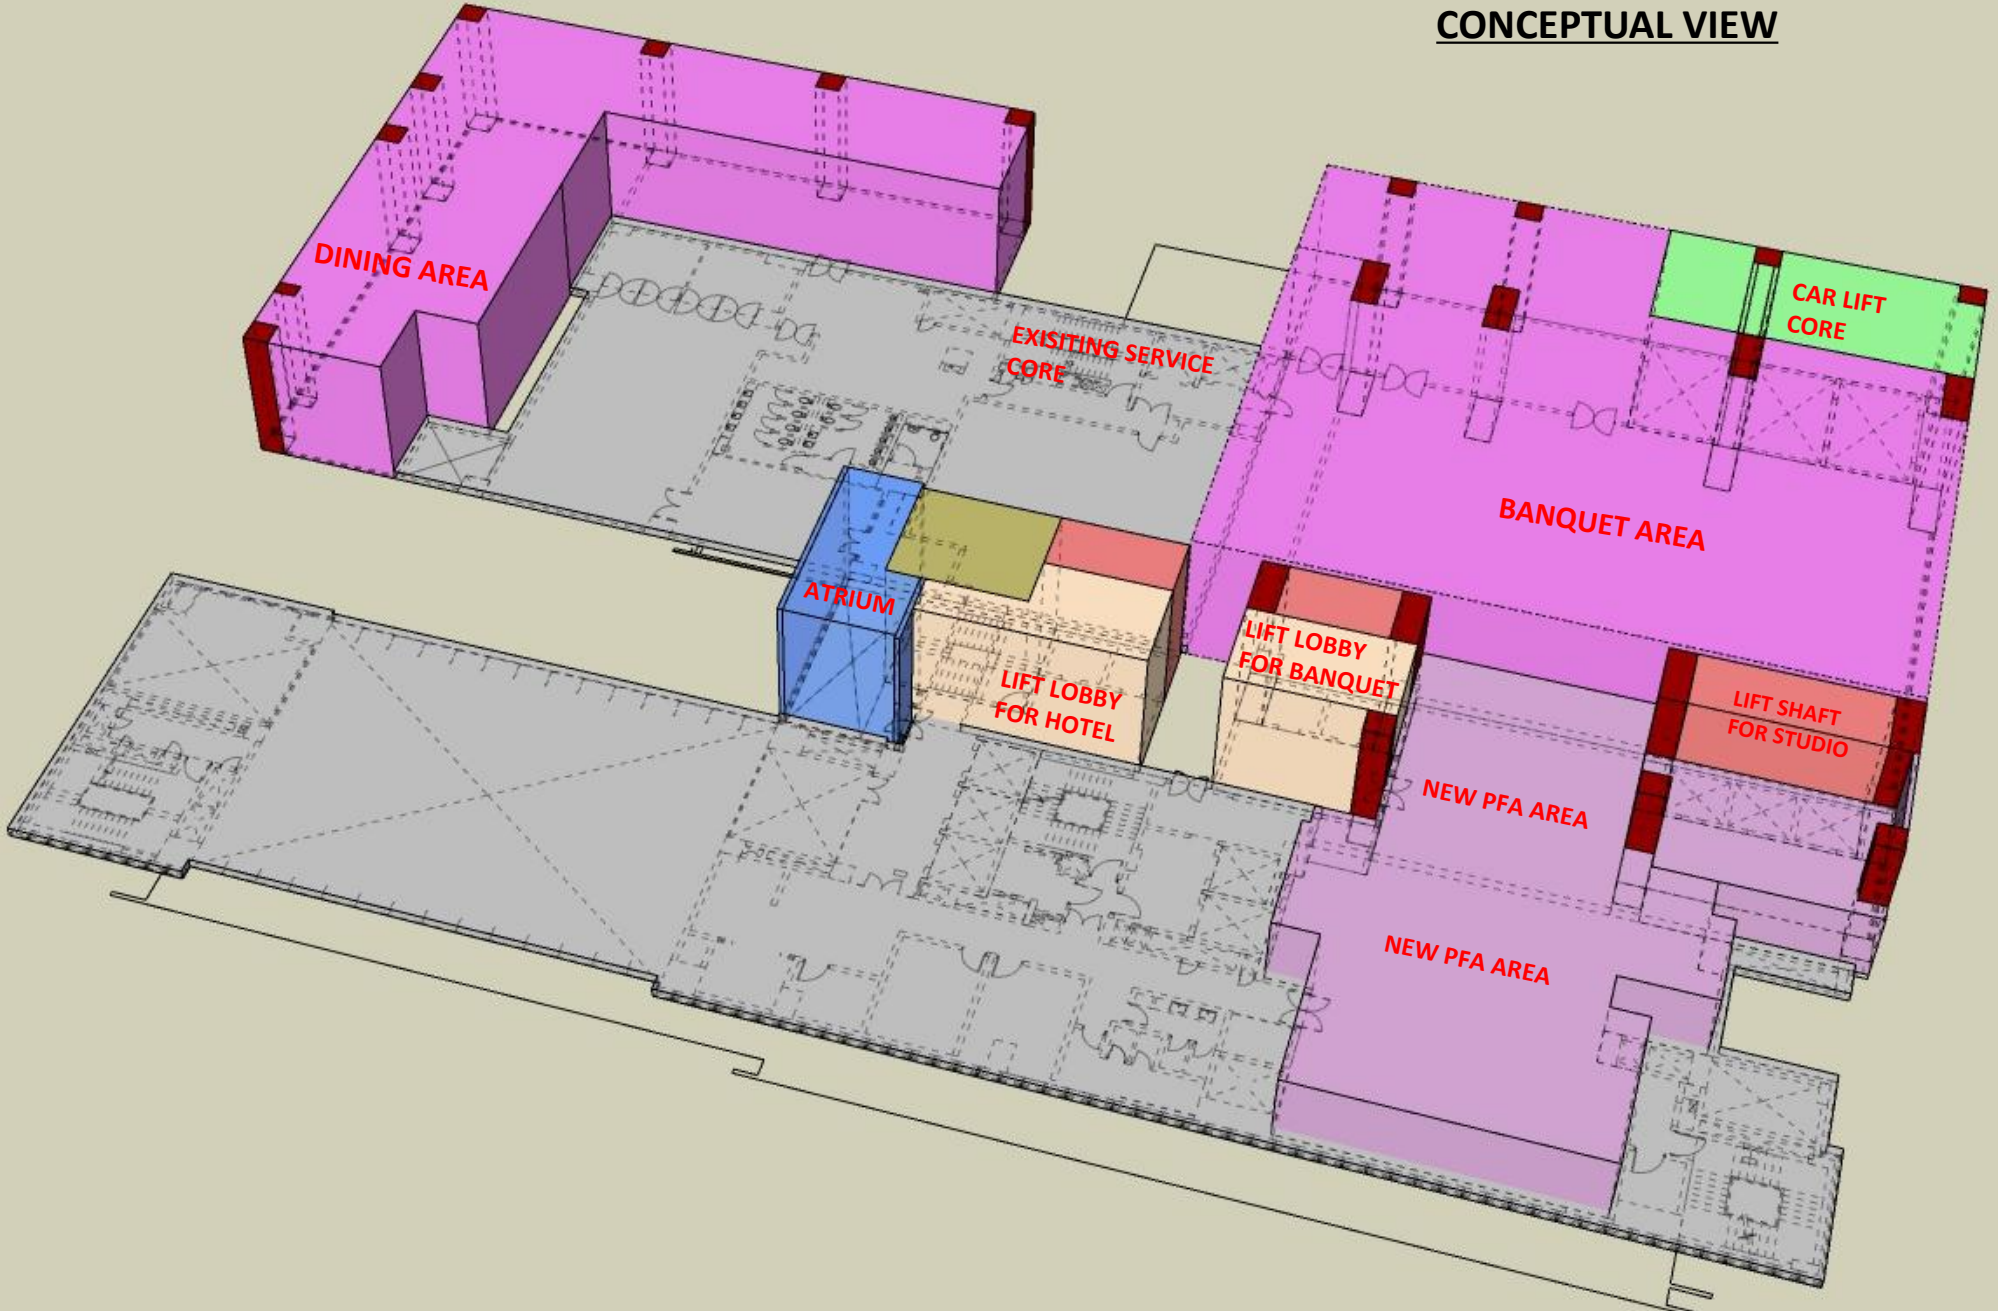 CONCEPTUAL VIEW
DINING AREA
EXISITING SERVICE
CORE
CAR LIFT
CORE
BANQUET AREA
ATRIUM
LIFT LOBBY
FOR HOTEL
LIFT LOBBY
FOR BANQUET
LIFT SHAFT
FOR STUDIO
NEW PFA AREA
NEW PFA AREA